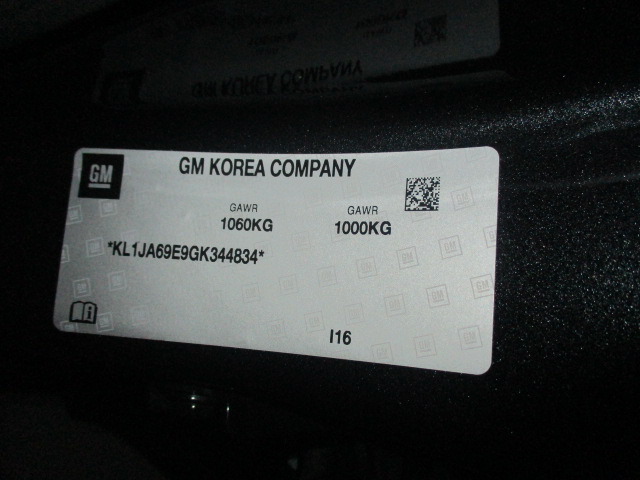 GM
GM KOREA COMPANY
GAWR
1060KG
GAWR
1000KG
*KL1JA69E9GK344834*
i
I16